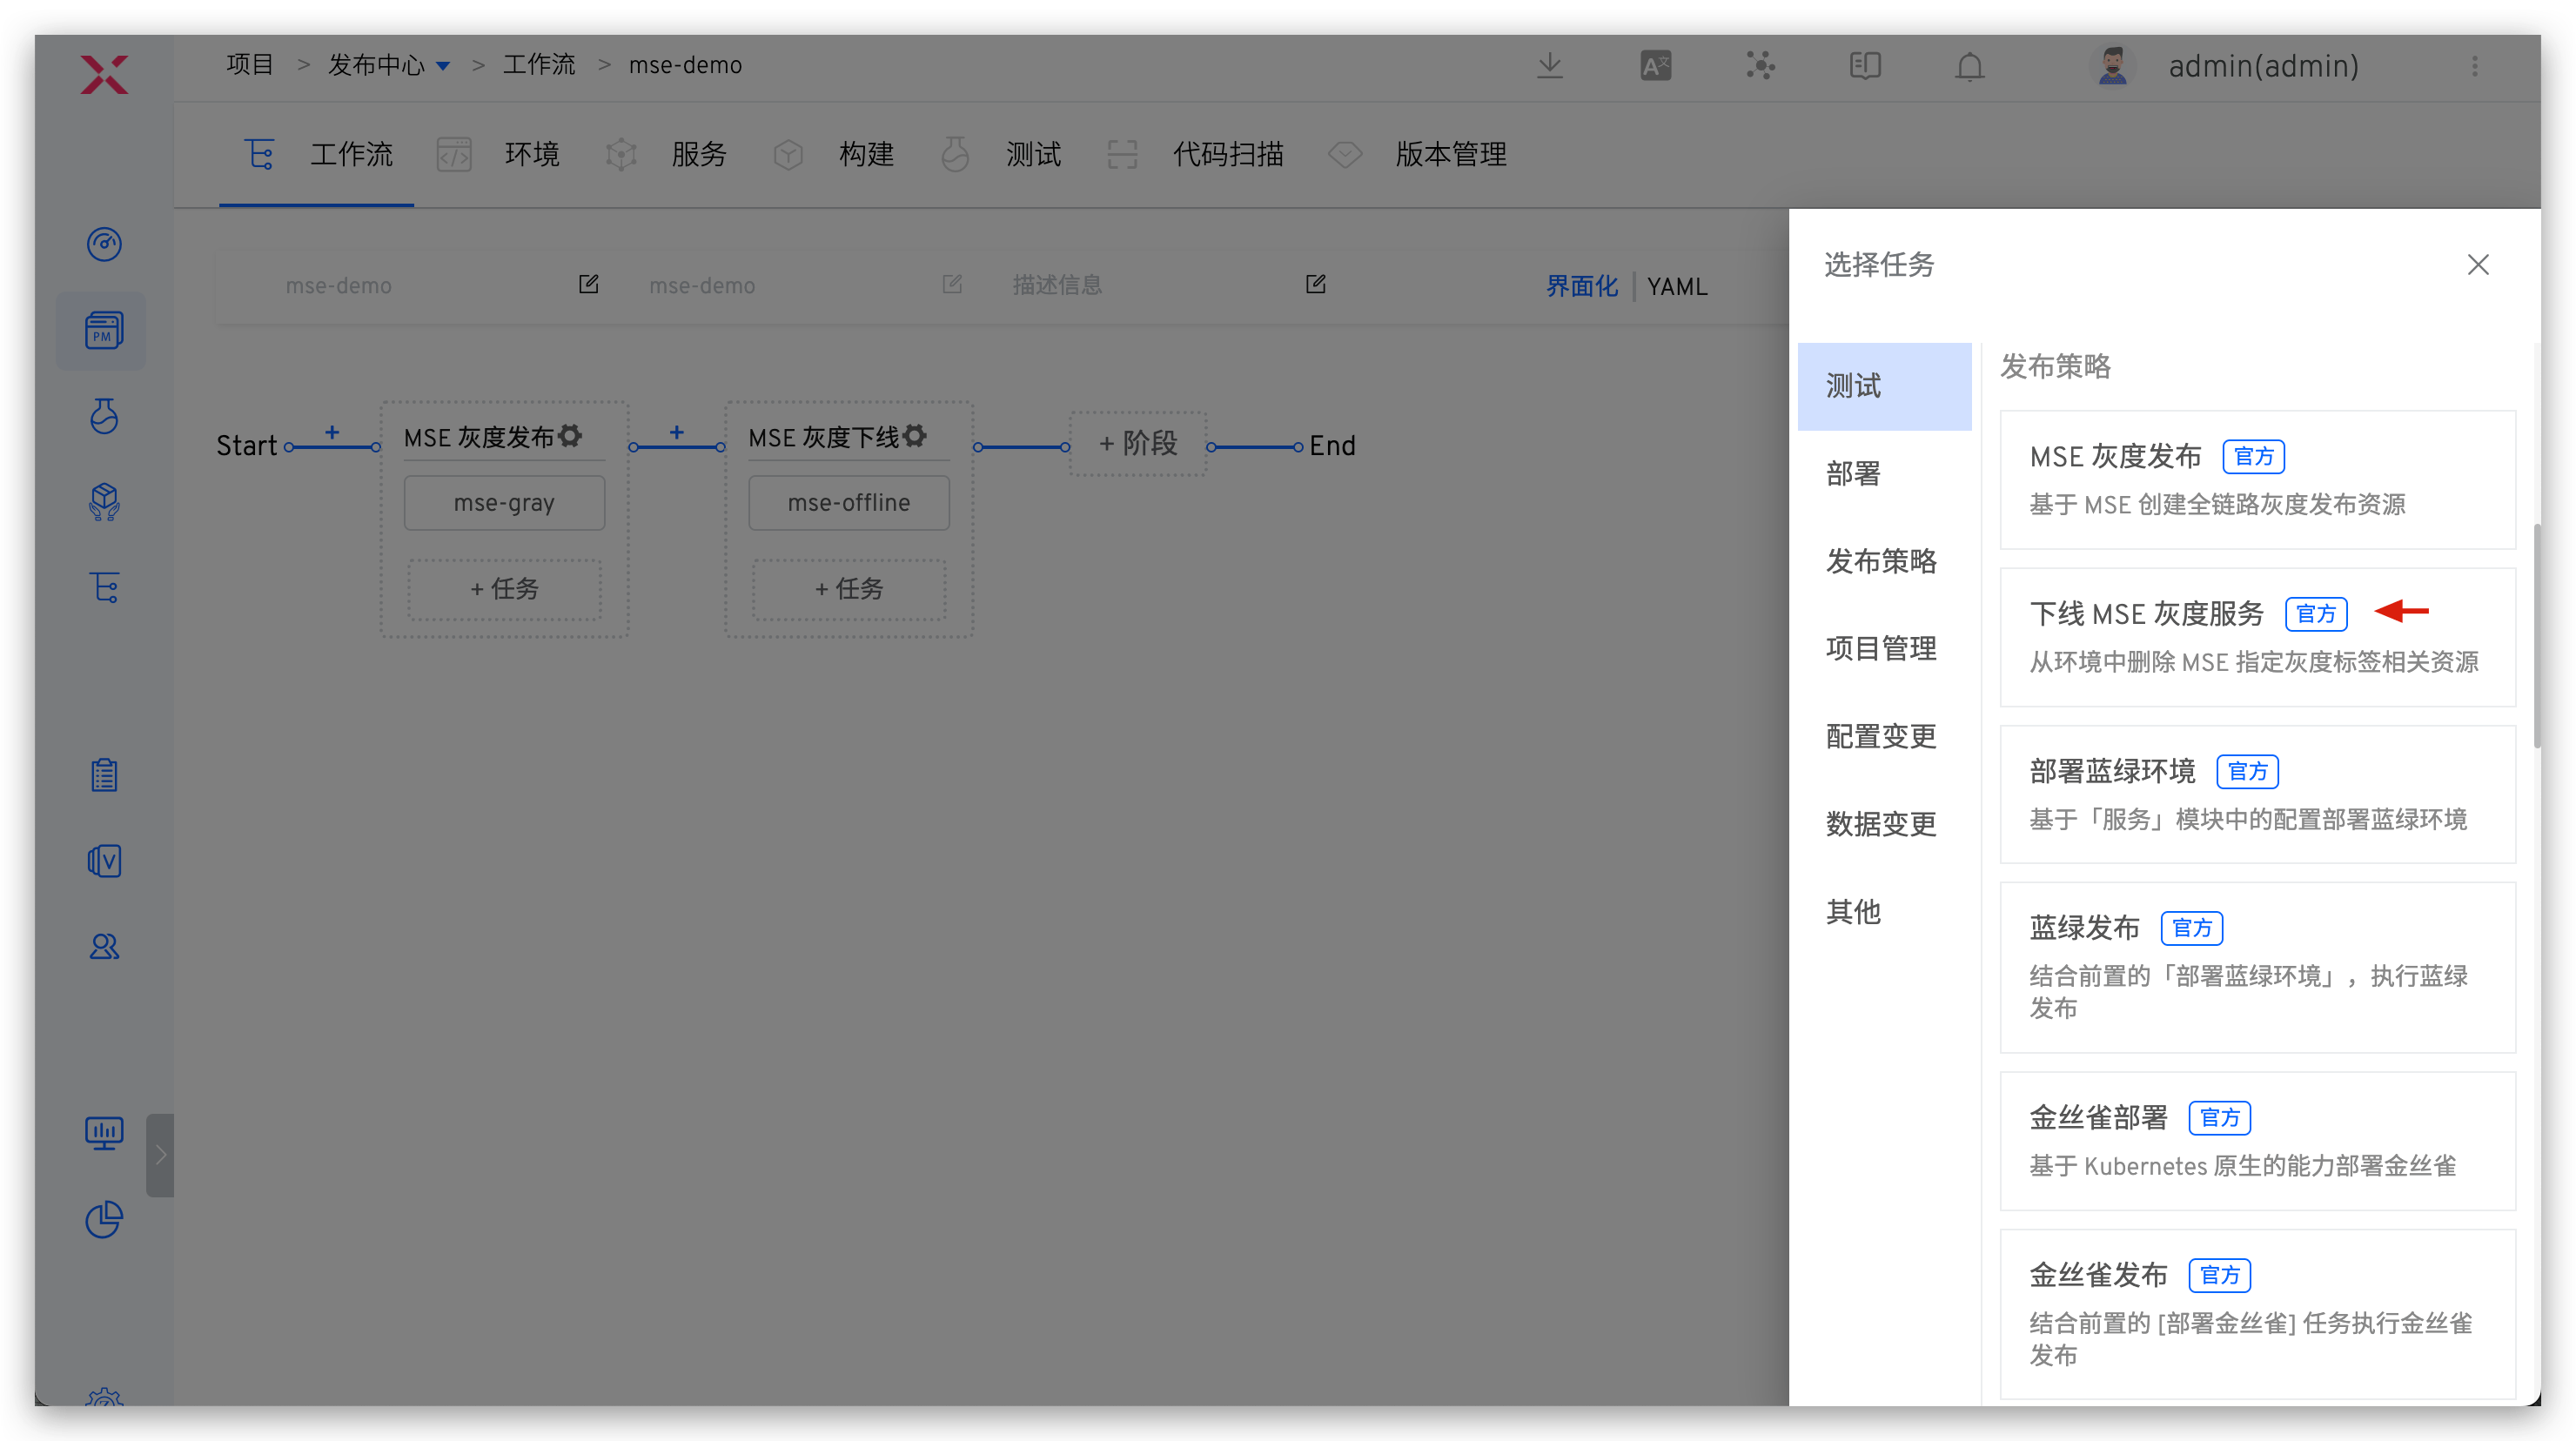 项目 > 发布中心 > 工作流 > mse-demo
admin(admin)
工作流 环境 服务 构建 测试 代码扫描 版本管理
PM
mse-demo mse-demo 描述信息 界面化 YAML
Start
MSE 灰度发布
mse-gray
+ 任务
MSE 灰度下线
mse-offline
+ 任务
+ 阶段
End
选择任务
测试
部署
发布策略
项目管理
配置变更
数据变更
其他
发布策略
MSE 灰度发布 官方
基于 MSE 创建全链路灰度发布资源
下线 MSE 灰度服务 官方
从环境中删除 MSE 指定灰度标签相关资源
部署蓝绿环境 官方
基于「服务」模块中的配置部署蓝绿环境
蓝绿发布 官方
结合前置的「部署蓝绿环境」，执行蓝绿
发布
金丝雀部署 官方
基于 Kubernetes 原生的能力部署金丝雀
金丝雀发布 官方
结合前置的 [部署金丝雀] 任务执行金丝雀
发布